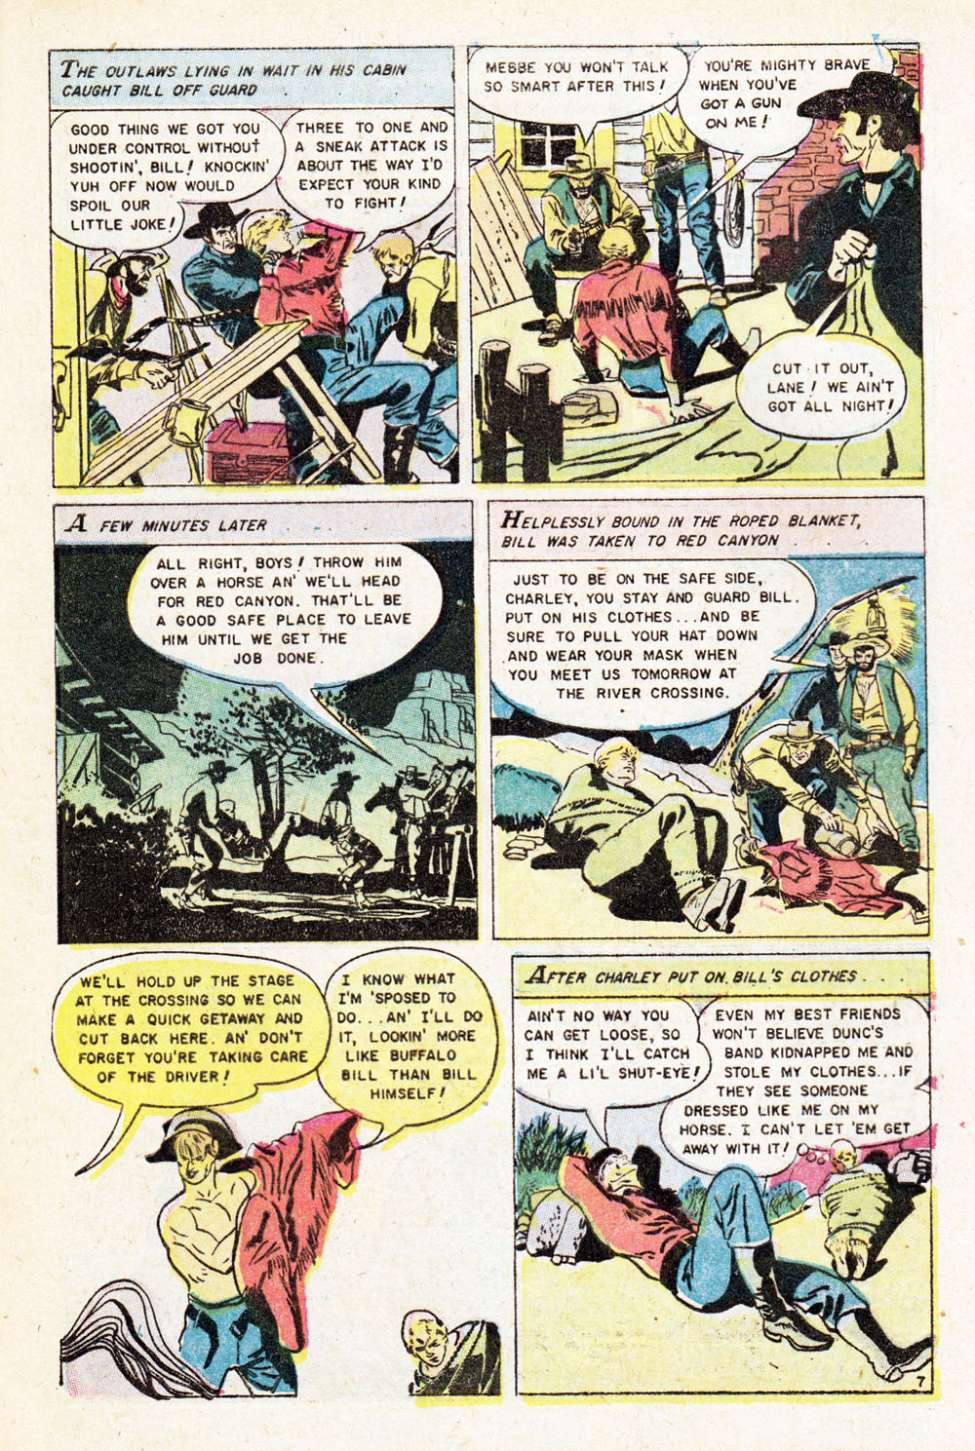 THE OUTLAWS LYING IN WAIT IN HIS CABIN
CAUGHT BILL OFF GUARD .
GOOD THING WE GOT YOU
UNDER CONTROL WITHOUT
SHOOTIN', BILL! KNOCKIN'
YUH OFF NOW WOULD
SPOIL OUR
LITTLE JOKE!
THREE TO ONE AND
A SNEAK ATTACK IS
ABOUT THE WAY I'D
EXPECT YOUR KIND
TO FIGHT!
MEBBE YOU WON'T TALK
SO SMART AFTER THIS!
YOU'RE MIGHTY BRAVE
WHEN YOU'VE
GOT A GUN
ON ME!
CUT IT OUT,
LANE! WE AIN'T
GOT ALL NIGHT!
A FEW MINUTES LATER . . . .
ALL RIGHT, BOYS! THROW HIM
OVER A HORSE AN' WE'LL HEAD
FOR RED CANYON. THAT'LL BE
A GOOD SAFE PLACE TO LEAVE
HIM UNTIL WE GET THE
JOB DONE.
HELPLESSLY BOUND IN THE ROPED BLANKET,
BILL WAS TAKEN TO RED CANYON . . . .
JUST TO BE ON THE SAFE SIDE,
CHARLEY, YOU STAY AND GUARD BILL.
PUT ON HIS CLOTHES...AND BE
SURE TO PULL YOUR HAT DOWN
AND WEAR YOUR MASK WHEN
YOU MEET US TOMORROW AT
THE RIVER CROSSING.
WE'LL HOLD UP THE STAGE
AT THE CROSSING SO WE CAN
MAKE A QUICK GETAWAY AND
CUT BACK HERE. AN' DON'T
FORGET YOU'RE TAKING CARE
OF THE DRIVER!
I KNOW WHAT
I'M 'SPOSED TO
DO...AN' I'LL DO
IT, LOOKIN' MORE
LIKE BUFFALO
BILL THAN BILL
HIMSELF!
AFTER CHARLEY PUT ON BILL'S CLOTHES . . .
AIN'T NO WAY YOU
CAN GET LOOSE, SO
I THINK I'LL CATCH
ME A LI'L SHUT-EYE!
EVEN MY BEST FRIENDS
WON'T BELIEVE DUNC'S
BAND KIDNAPPED ME AND
STOLE MY CLOTHES...IF
THEY SEE SOMEONE
DRESSED LIKE ME ON MY
HORSE. I CAN'T LET 'EM GET
AWAY WITH IT!
7